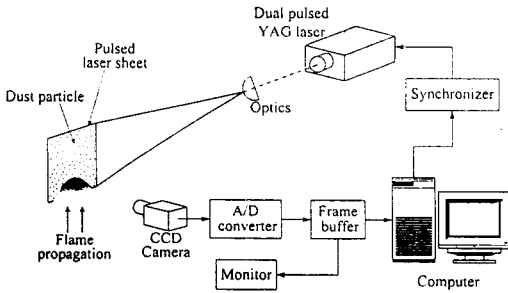 Dual pulsed
YAG laser
Pulsed
laser sheet
Dust particle
Optics
Synchronizer
Flame
propagation
CCD
Camera
A/D
converter
Frame
buffer
Monitor
Computer